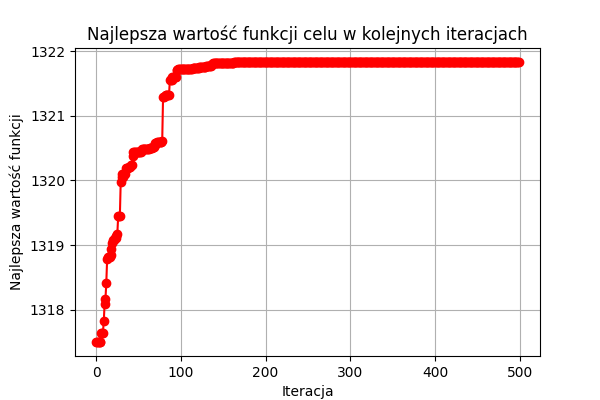 Najlepsza wartość funkcji celu w kolejnych iteracjach
Najlepsza wartość funkcji
1322
1321
1320
1319
1318
0 100 200 300 400 500
Iteracja